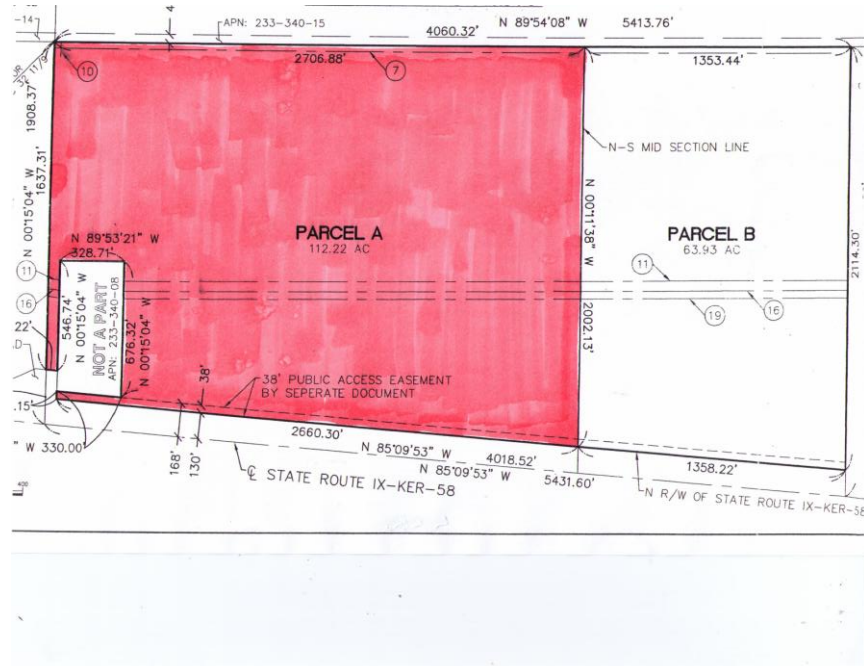 -14
4
APN: 233-340-15
4060.32' N 89°54'08" W 5413.76'
2706.88'
7
1353.44'
10
1908.37'
N 00°15'04" W
1637.31'
N-S MID SECTION LINE
N 00°11'38" W
2002.13'
PARCEL A
112.22 AC
PARCEL B
63.93 AC
2114.30'
N 89°53'21" W
328.71'
11
16
546.74'
N 00°15'04" W
NOT A PART
APN: 233-340-08
676.32'
N 00°15'04" W
11
16
19
22'
38'
38' PUBLIC ACCESS EASEMENT
BY SEPERATE DOCUMENT
.15'
" W 330.00'
168'
130'
2660.30' N 85°09'53" W 4018.52'
N 85°09'53" W 5431.60'
1358.22'
℄ STATE ROUTE IX-KER-58
N R/W OF STATE ROUTE IX-KER-58
400